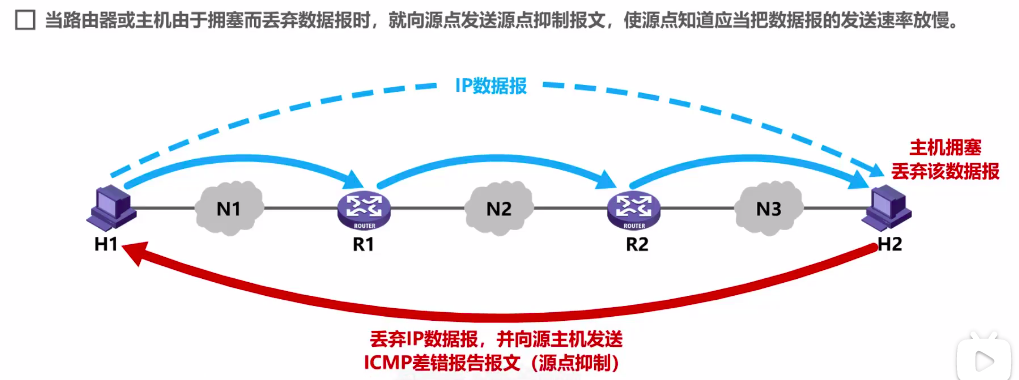 当路由器或主机由于拥塞而丢弃数据报时，就向源点发送源点抑制报文，使源点知道应当把数据报的发送速率放慢。
IP数据报
主机拥塞
丢弃该数据报
N1
N2
N3
ROUTER
ROUTER
H1
R1
R2
H2
丢弃IP数据报，并向源主机发送
ICMP差错报告报文（源点抑制）